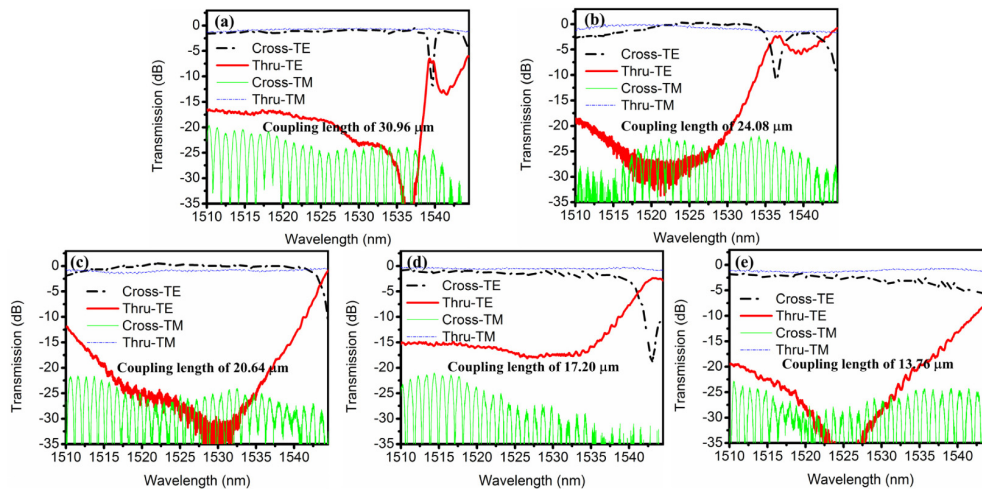 (a)
Transmission (dB)
0
-5
-10
-15
-20
-25
-30
-35
Cross-TE
Thru-TE
Cross-TM
Thru-TM
Coupling length of 30.96 μm
1510 1515 1520 1525 1530 1535 1540
Wavelength (nm)
(b)
Transmission (dB)
0
-5
-10
-15
-20
-25
-30
-35
Cross-TE
Thru-TE
Cross-TM
Thru-TM
Coupling length of 24.08 μm
1510 1515 1520 1525 1530 1535 1540
Wavelength (nm)
(c)
Transmission (dB)
0
-5
-10
-15
-20
-25
-30
-35
Cross-TE
Thru-TE
Cross-TM
Thru-TM
Coupling length of 20.64 μm
1510 1515 1520 1525 1530 1535 1540
Wavelength (nm)
(d)
Transmission (dB)
0
-5
-10
-15
-20
-25
-30
-35
Cross-TE
Thru-TE
Cross-TM
Thru-TM
Coupling length of 17.20 μm
1510 1515 1520 1525 1530 1535 1540
Wavelength (nm)
(e)
Transmission (dB)
0
-5
-10
-15
-20
-25
-30
-35
Cross-TE
Thru-TE
Cross-TM
Thru-TM
Coupling length of 13.76 μm
1510 1515 1520 1525 1530 1535 1540
Wavelength (nm)